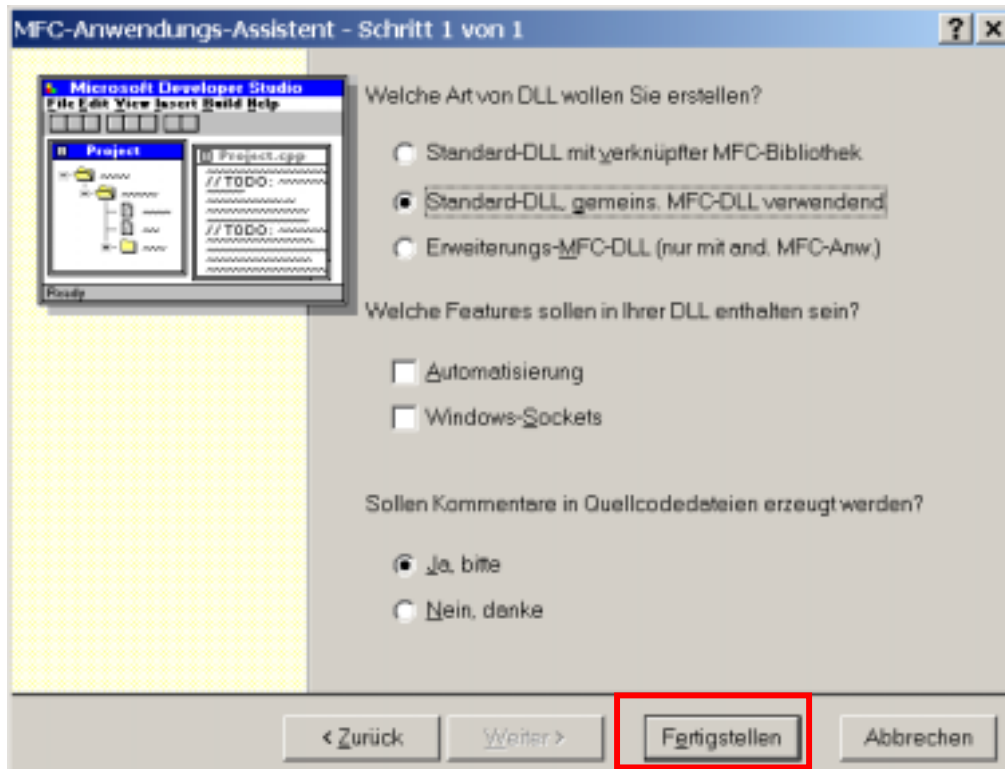 MFC-Anwendungs-Assistent - Schritt 1 von 1
Microsoft Developer Studio
File Edit View Insert Build Help
Project
Project.cpp
//TODO:
//TODO:
Ready
Welche Art von DLL wollen Sie erstellen?
Standard-DLL mit verknüpfter MFC-Bibliothek
Standard-DLL, gemeins. MFC-DLL verwendend
Erweiterungs-MFC-DLL (nur mit and. MFC-Anw.)
Welche Features sollen in Ihrer DLL enthalten sein?
Automatisierung
Windows-Sockets
Sollen Kommentare in Quellcodedateien erzeugt werden?
Ja, bitte
Nein, danke
< Zurück
Weiter >
Fertigstellen
Abbrechen